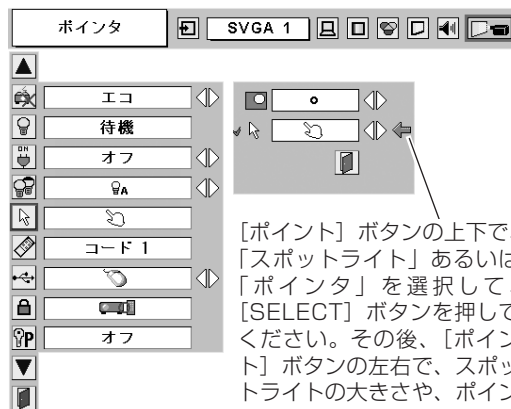 ポインタ
SVGA 1
エコ
待機
ON
オフ
A
コード 1
P
オフ
［ポイント］ボタンの上下で、
「スポットライト」あるいは
「ポインタ」を選択して、
［SELECT］ボタンを押して
ください。その後、［ポイン
ト］ボタンの左右で、スポッ
トライトの大きさや、ポイン